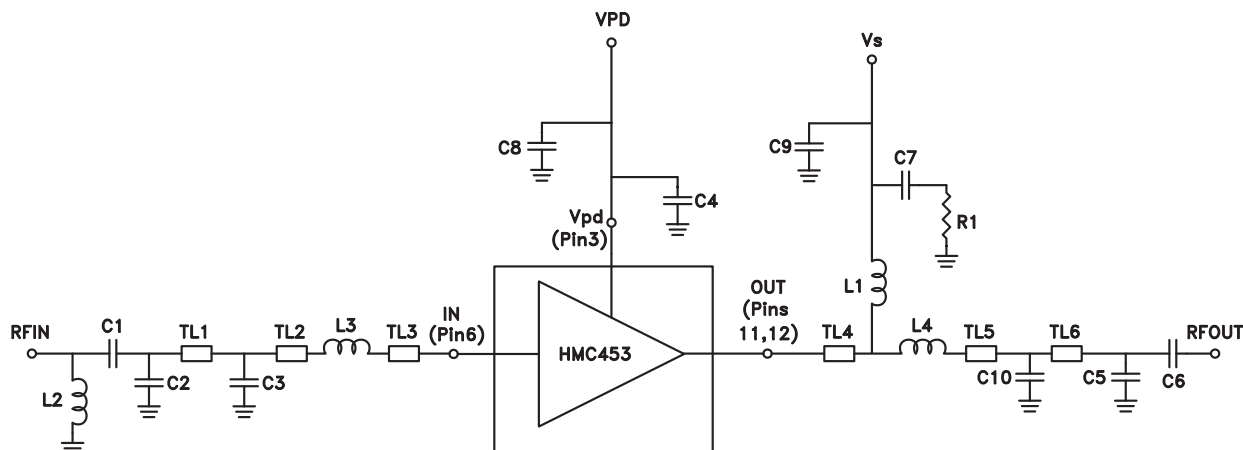 VPD
Vs
C8
C9
C7
C4
R1
Vpd
(Pin3)
L1
OUT
(Pins
11,12)
IN
(Pin6)
RFIN
C1
TL1
TL2
L3
TL3
HMC453
TL4
L4
TL5
TL6
RFOUT
L2
C2
C3
C10
C5
C6